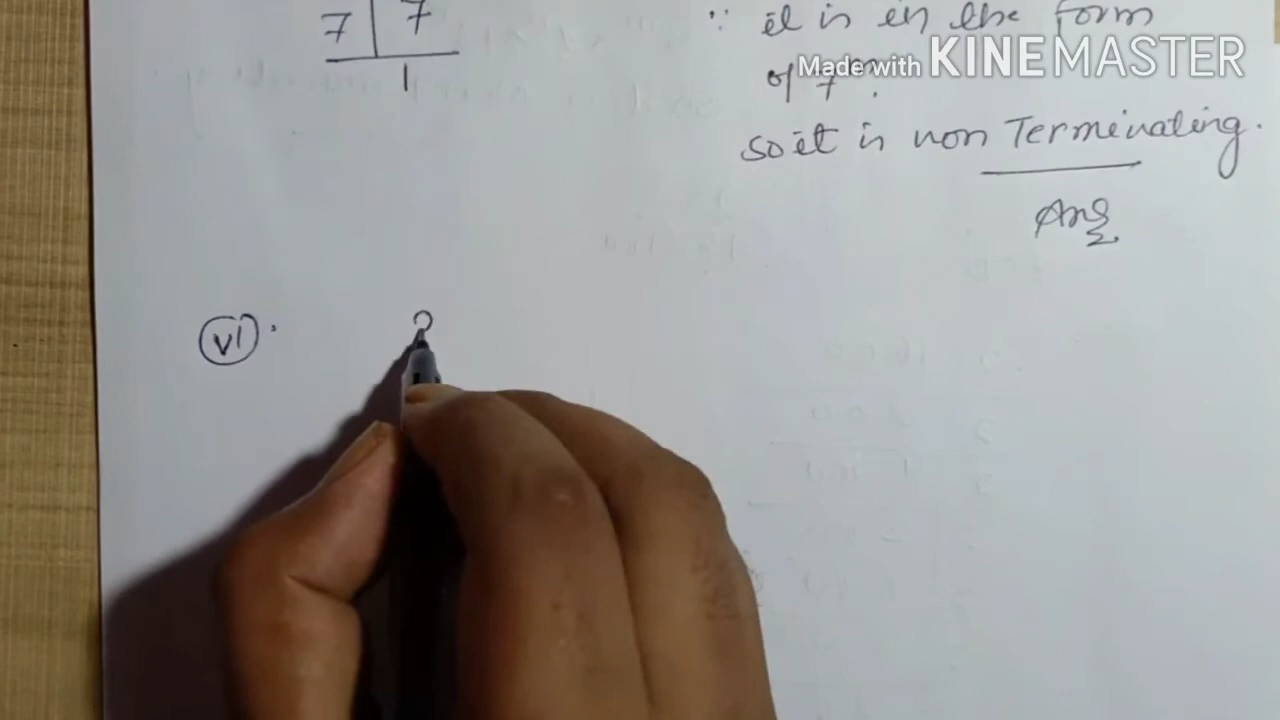 7 | 7
1
∵ it is in the form
of 7
so it is non Terminating.
Ans
vi.
Made with KINEMASTER